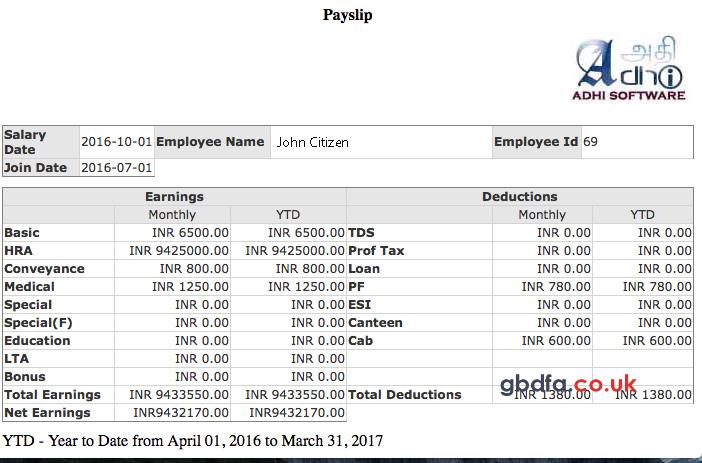 Payslip
அதி
Adhi
ADHI SOFTWARE
Salary Date 2016-10-01 Employee Name John Citizen Employee Id 69
Join Date 2016-07-01
Earnings Deductions
Monthly YTD Monthly YTD
Basic INR 6500.00 INR 6500.00 TDS INR 0.00 INR 0.00
HRA INR 9425000.00 INR 9425000.00 Prof Tax INR 0.00 INR 0.00
Conveyance INR 800.00 INR 800.00 Loan INR 0.00 INR 0.00
Medical INR 1250.00 INR 1250.00 PF INR 780.00 INR 780.00
Special INR 0.00 INR 0.00 ESI INR 0.00 INR 0.00
Special(F) INR 0.00 INR 0.00 Canteen INR 0.00 INR 0.00
Education INR 0.00 INR 0.00 Cab INR 600.00 INR 600.00
LTA INR 0.00 INR 0.00
Bonus INR 0.00 INR 0.00
gbdfa.co.uk
Total Earnings INR 9433550.00 INR 9433550.00 Total Deductions INR 1380.00 INR 1380.00
Net Earnings INR9432170.00 INR9432170.00
YTD - Year to Date from April 01, 2016 to March 31, 2017